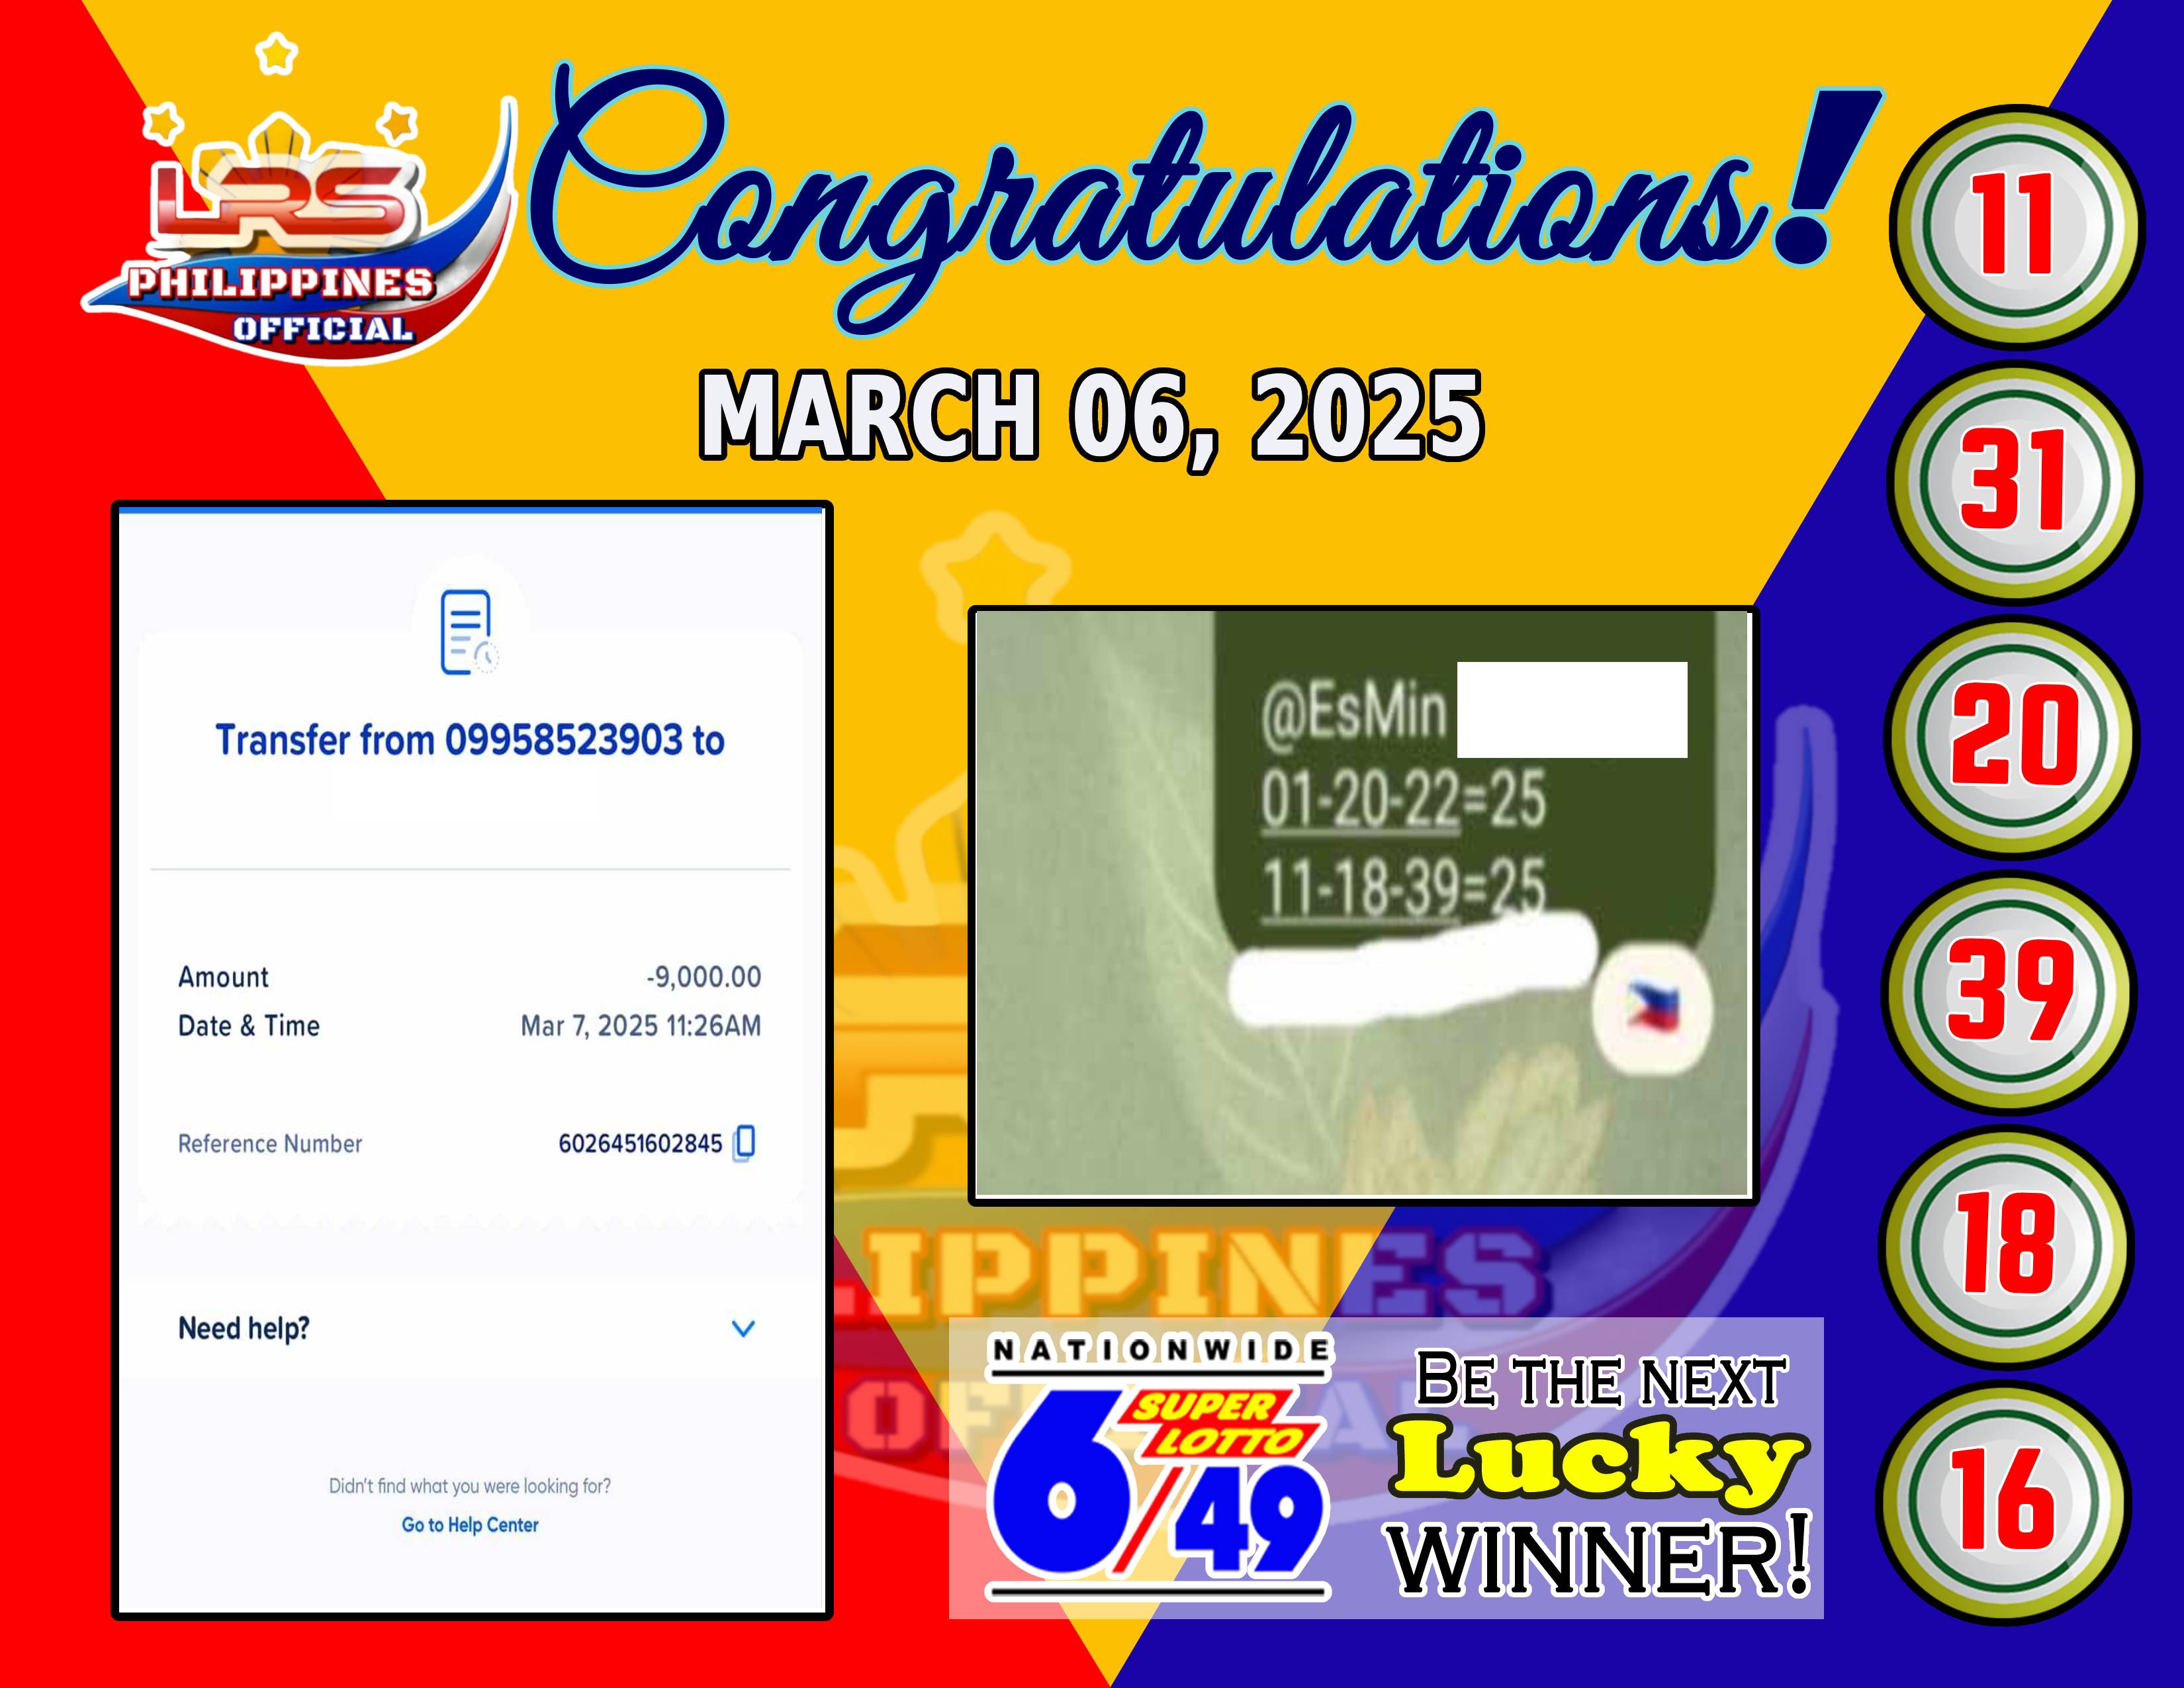 LRS
PHILIPPINES
OFFICIAL
Congratulations!
MARCH 06, 2025
Transfer from 09958523903 to
Amount -9,000.00
Date & Time Mar 7, 2025 11:26AM
Reference Number 6026451602845
Need help?
Didn't find what you were looking for?
Go to Help Center
@EsMin
01-20-22=25
11-18-39=25
LIPPINES
NATIONWIDE
SUPER
LOTTO
6/49
BE THE NEXT
Lucky
WINNER!
11
31
20
39
18
16